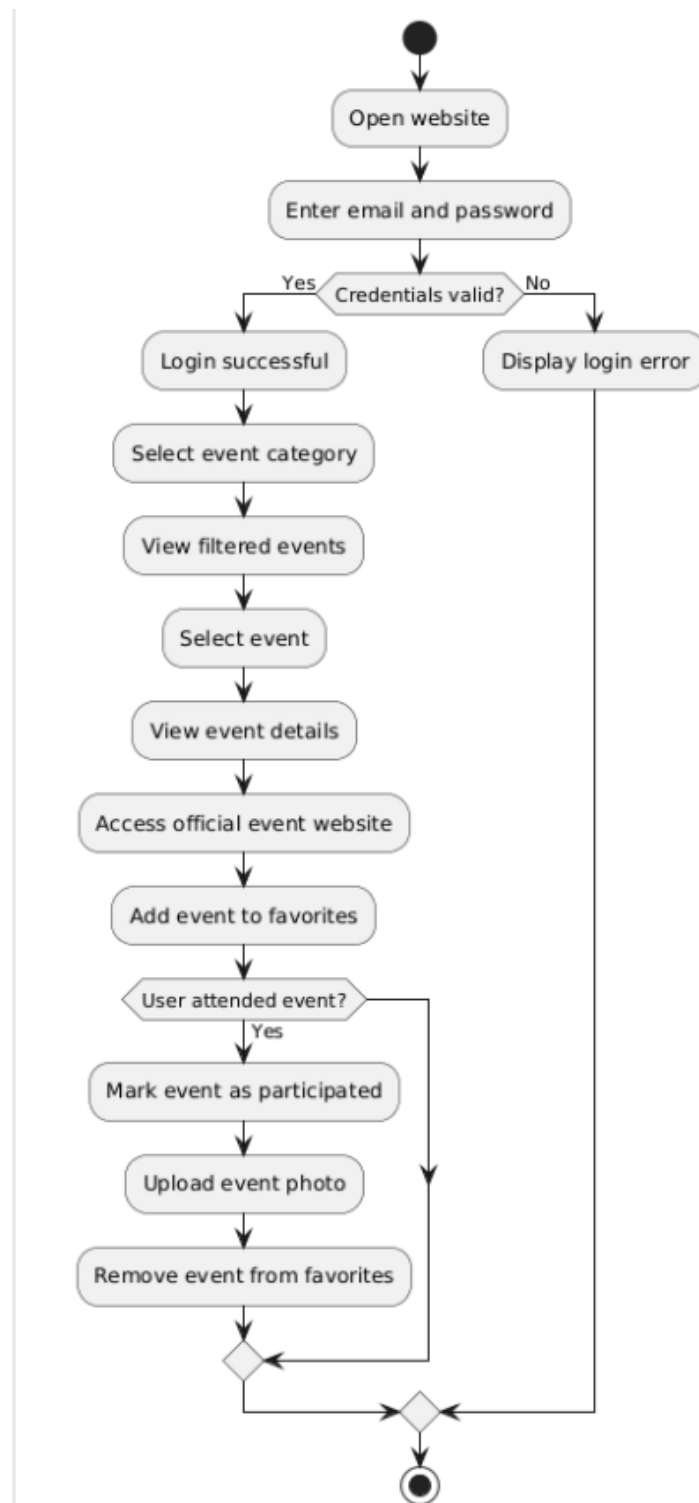 Open website
Enter email and password
Yes
Credentials valid?
No
Login successful
Display login error
Select event category
View filtered events
Select event
View event details
Access official event website
Add event to favorites
User attended event?
Yes
Mark event as participated
Upload event photo
Remove event from favorites